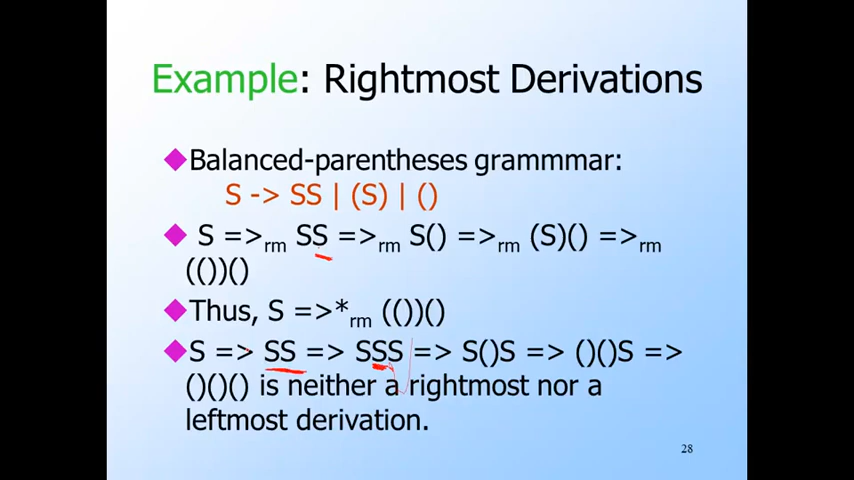 Example: Rightmost Derivations
Balanced-parentheses grammmar:
S -> SS | (S) | ()
S =>rm SS =>rm S() =>rm (S)() =>rm
(())()
Thus, S =>*rm (())()
S => SS => SSS => S()S => ()()S =>
()()() is neither a rightmost nor a
leftmost derivation.
28